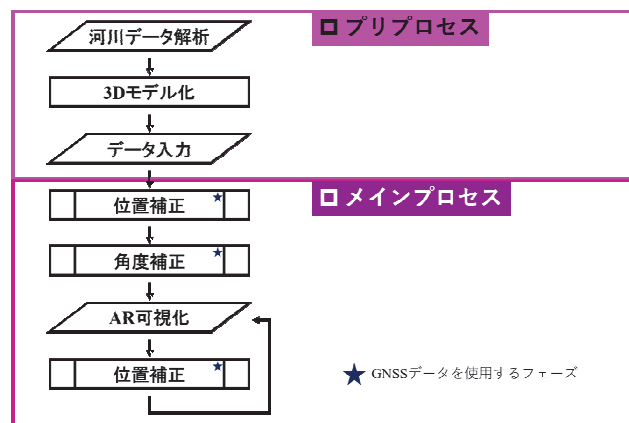 ロ プリプロセス
河川データ解析
3Dモデル化
データ入力
ロ メインプロセス
位置補正
角度補正
AR可視化
位置補正
★ GNSSデータを使用するフェーズ